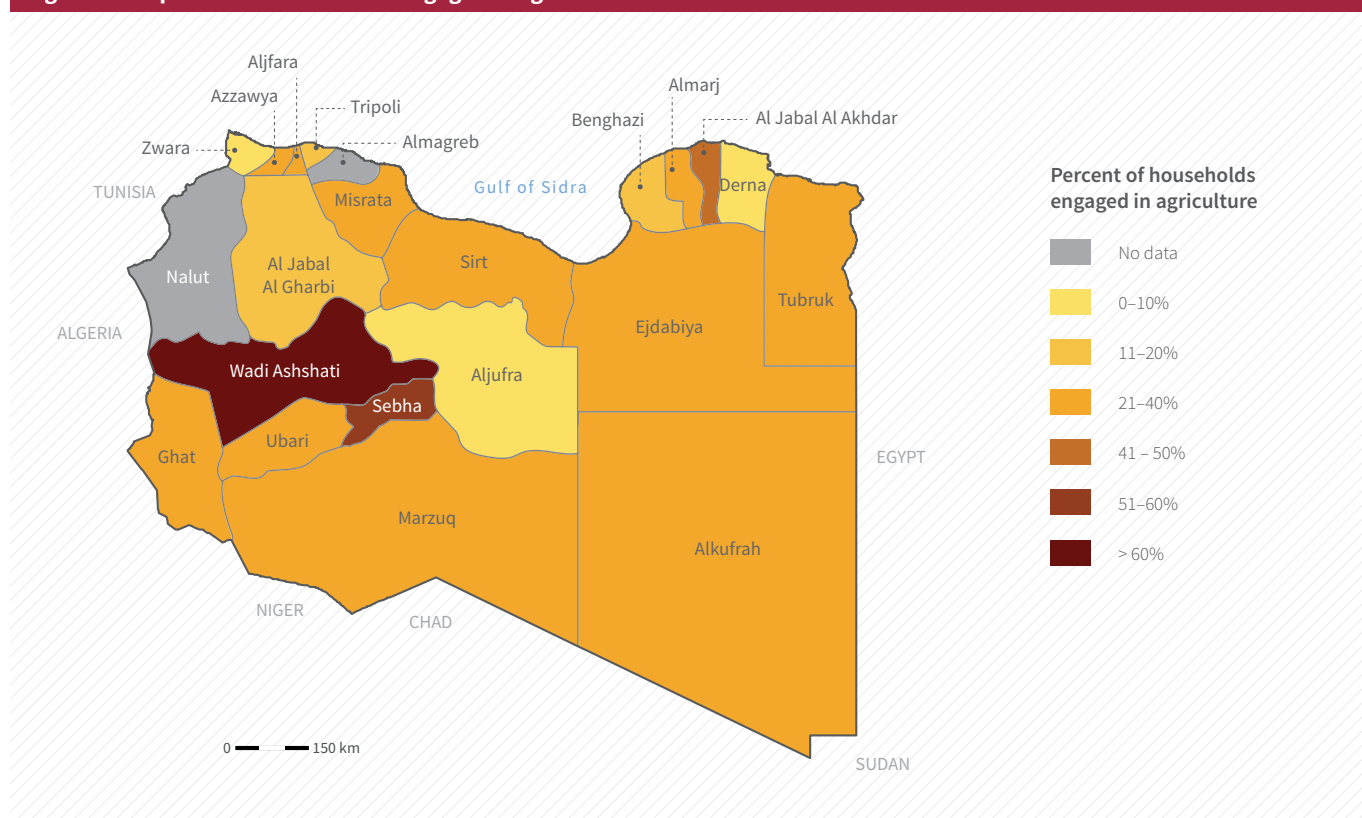 Aljfara
Azzawya
Tripoli
Zwara
Almagreb
Almarj
Benghazi
Al Jabal Al Akhdar
Derna
TUNISIA
Gulf of Sidra
Misrata
Nalut
Al Jabal
Al Gharbi
Sirt
Tubruk
Ejdabiya
ALGERIA
Wadi Ashshati
Aljufra
Sebha
Ubari
Ghat
EGYPT
Marzuq
Alkufrah
NIGER
CHAD
SUDAN
0
150 km
Percent of households
engaged in agriculture
No data
0–10%
11–20%
21–40%
41 – 50%
51–60%
> 60%